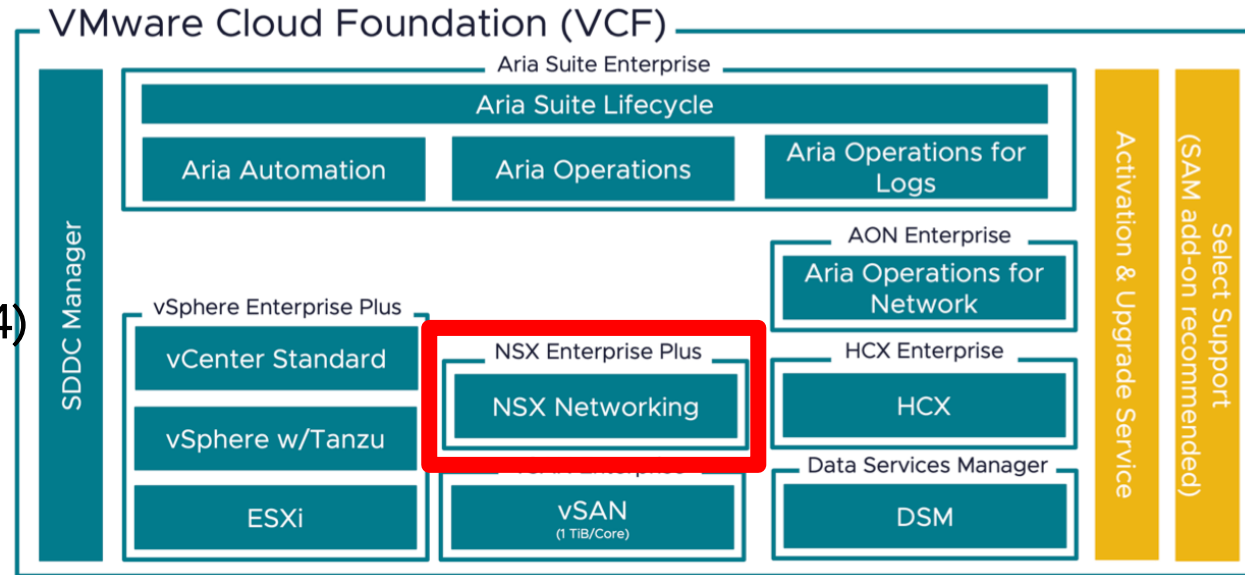 VMware Cloud Foundation (VCF)
SDDC Manager
Aria Suite Enterprise
Aria Suite Lifecycle
Aria Automation
Aria Operations
Aria Operations for
Logs
AON Enterprise
Aria Operations for
Network
4)
vSphere Enterprise Plus
vCenter Standard
vSphere w/Tanzu
ESXi
NSX Enterprise Plus
NSX Networking
vSAN
(1 TiB/Core)
HCX Enterprise
HCX
Data Services Manager
DSM
Activation & Upgrade Service
Select Support
(SAM add-on recommended)